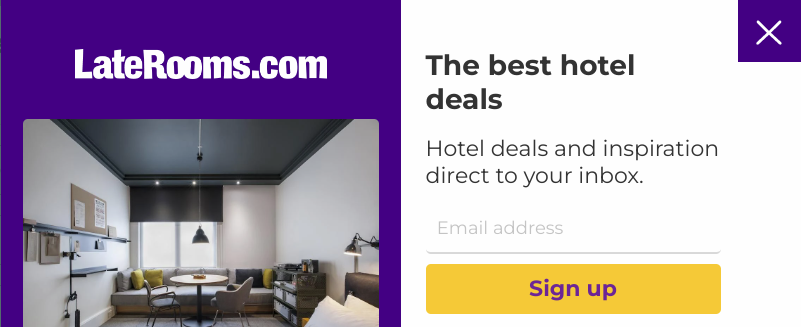 LateRooms.com
The best hotel
deals
Hotel deals and inspiration
direct to your inbox.
Email address
Sign up